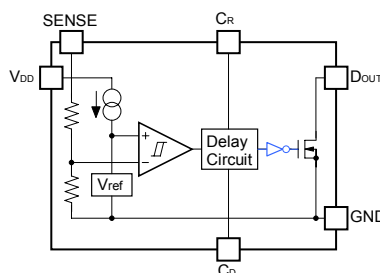 SENSE
CR
VDD
DOUT
+
Delay
Circuit
−
Vref
GND
CD